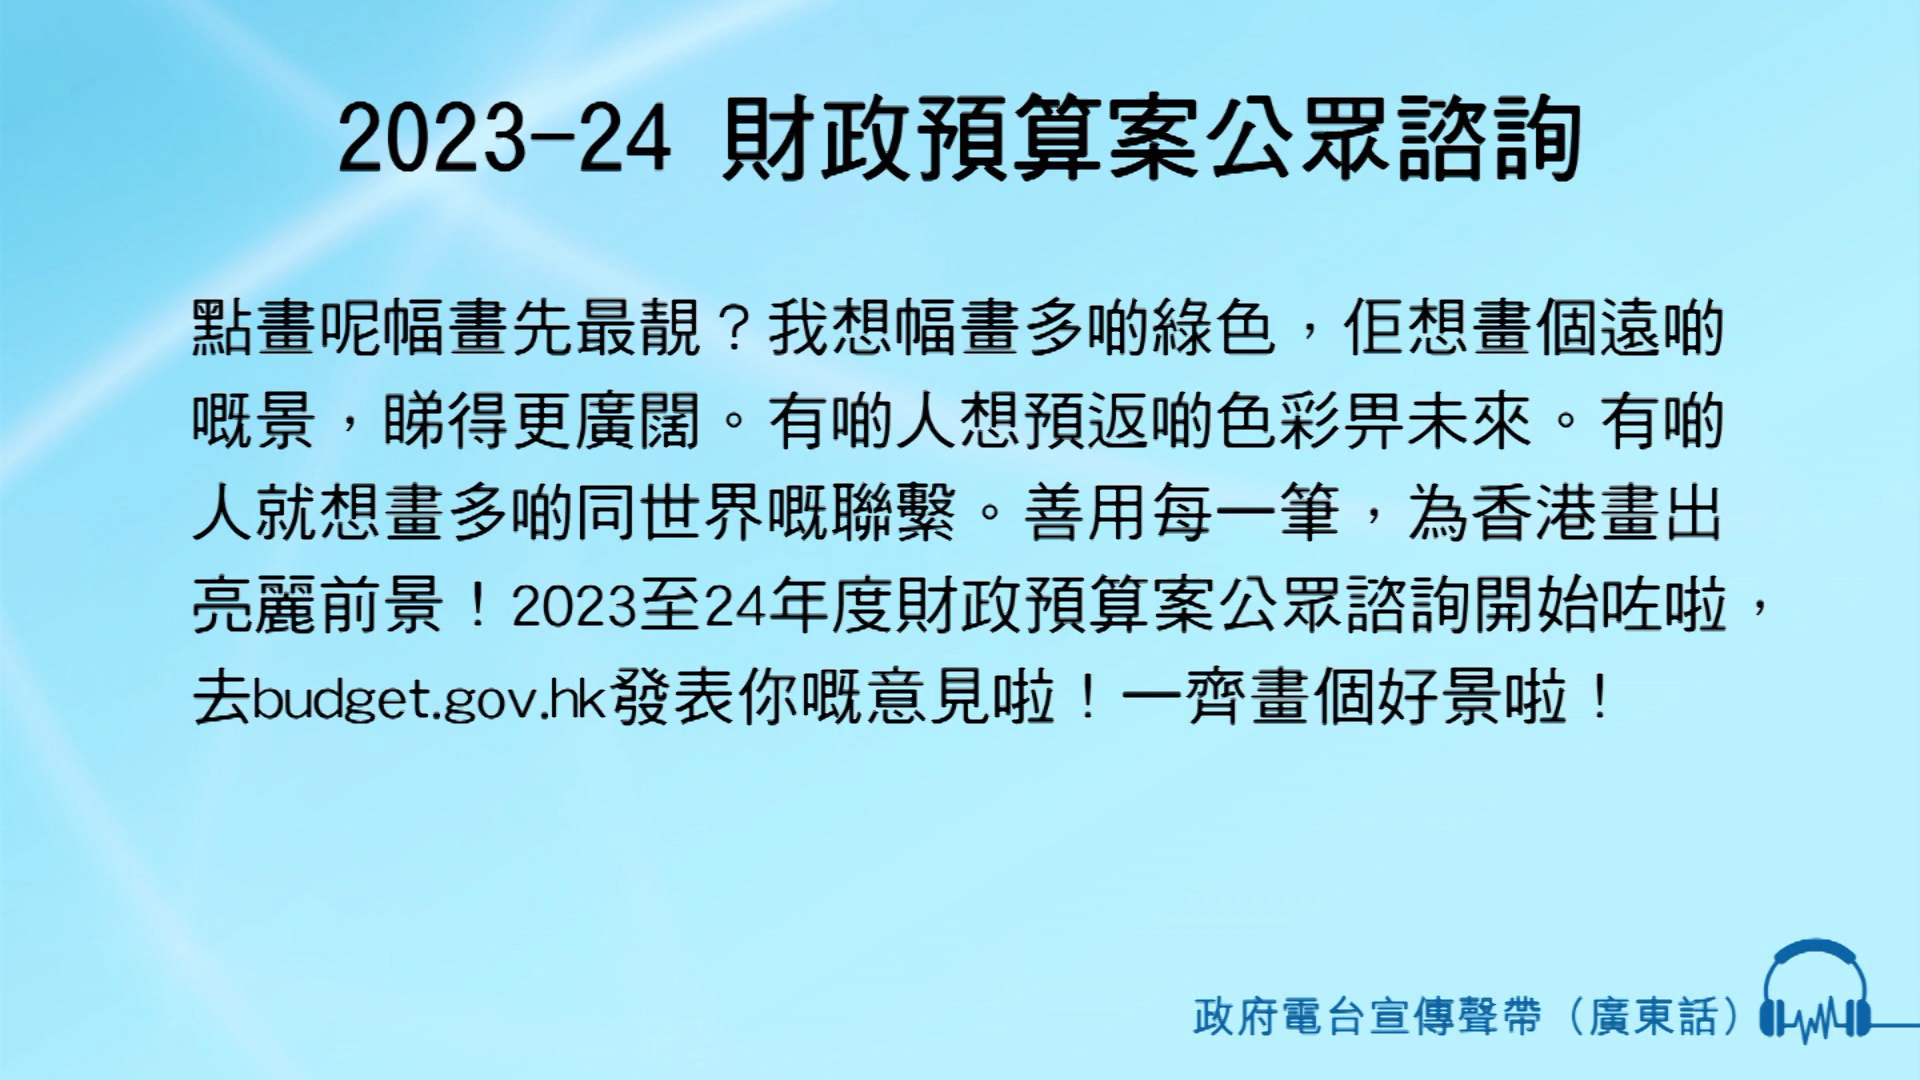 2023-24 財政預算案公眾諮詢
點畫呢幅畫先最靚？我想幅畫多啲綠色，佢想畫個遠啲
嘅景，睇得更廣闊。有啲人想預返啲色彩畀未來。有啲
人就想畫多啲同世界嘅聯繫。善用每一筆，為香港畫出
亮麗前景！2023至24年度財政預算案公眾諮詢開始咗啦，
去budget.gov.hk發表你嘅意見啦！一齊畫個好景啦！
政府電台宣傳聲帶（廣東話）